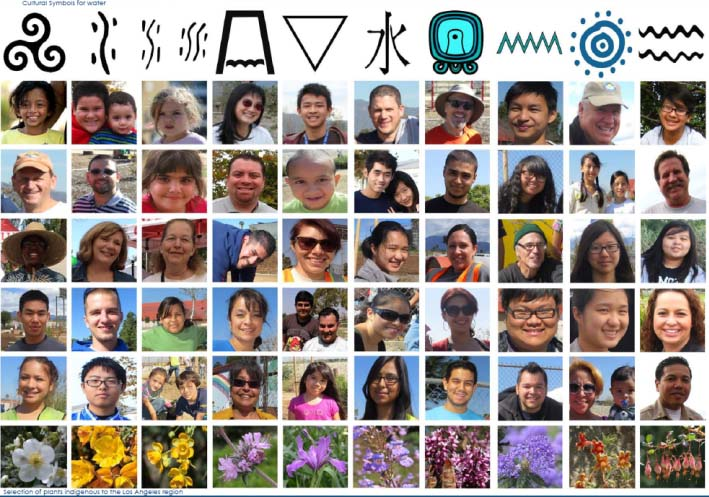 Cultural Symbols for water
水
Selection of plants indigenous to the Los Angeles region